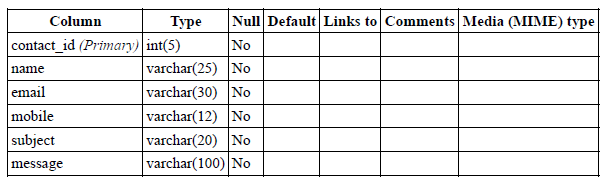 Column Type Null Default Links to Comments Media (MIME) type
contact_id (Primary) int(5) No
name varchar(25) No
email varchar(30) No
mobile varchar(12) No
subject varchar(20) No
message varchar(100) No